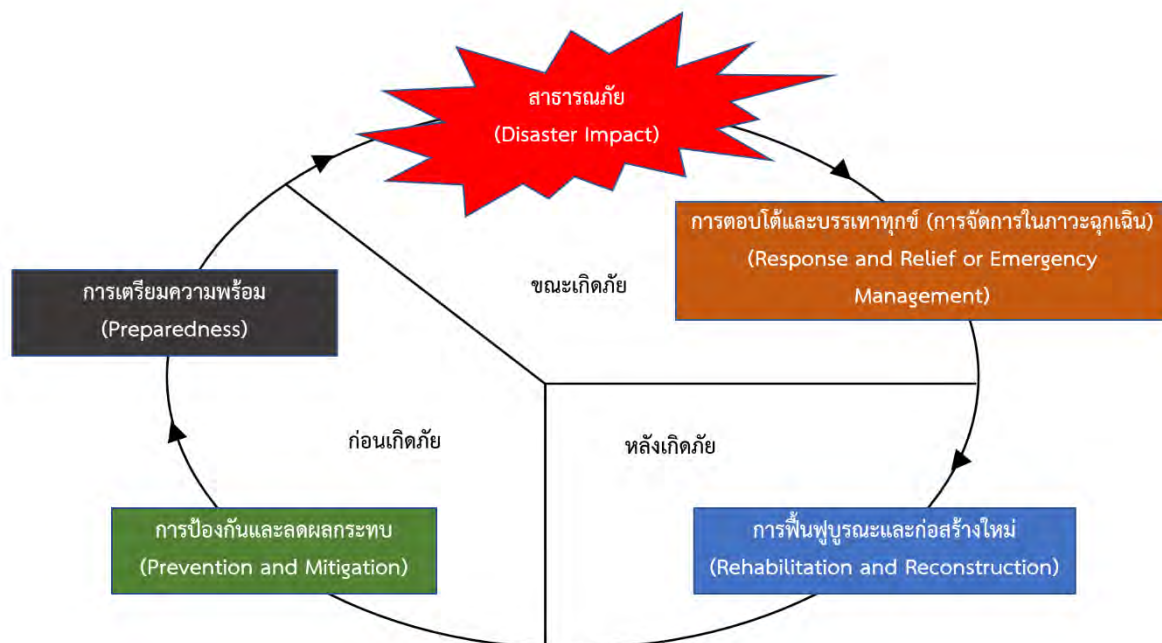 สาธารณภัย
(Disaster Impact)
การตอบโต้และบรรเทาทุกข์ (การจัดการในภาวะฉุกเฉิน)
(Response and Relief or Emergency
Management)
ขณะเกิดภัย
การเตรียมความพร้อม
(Preparedness)
ก่อนเกิดภัย
หลังเกิดภัย
การป้องกันและลดผลกระทบ
(Prevention and Mitigation)
การฟื้นฟูบูรณะและก่อสร้างใหม่
(Rehabilitation and Reconstruction)